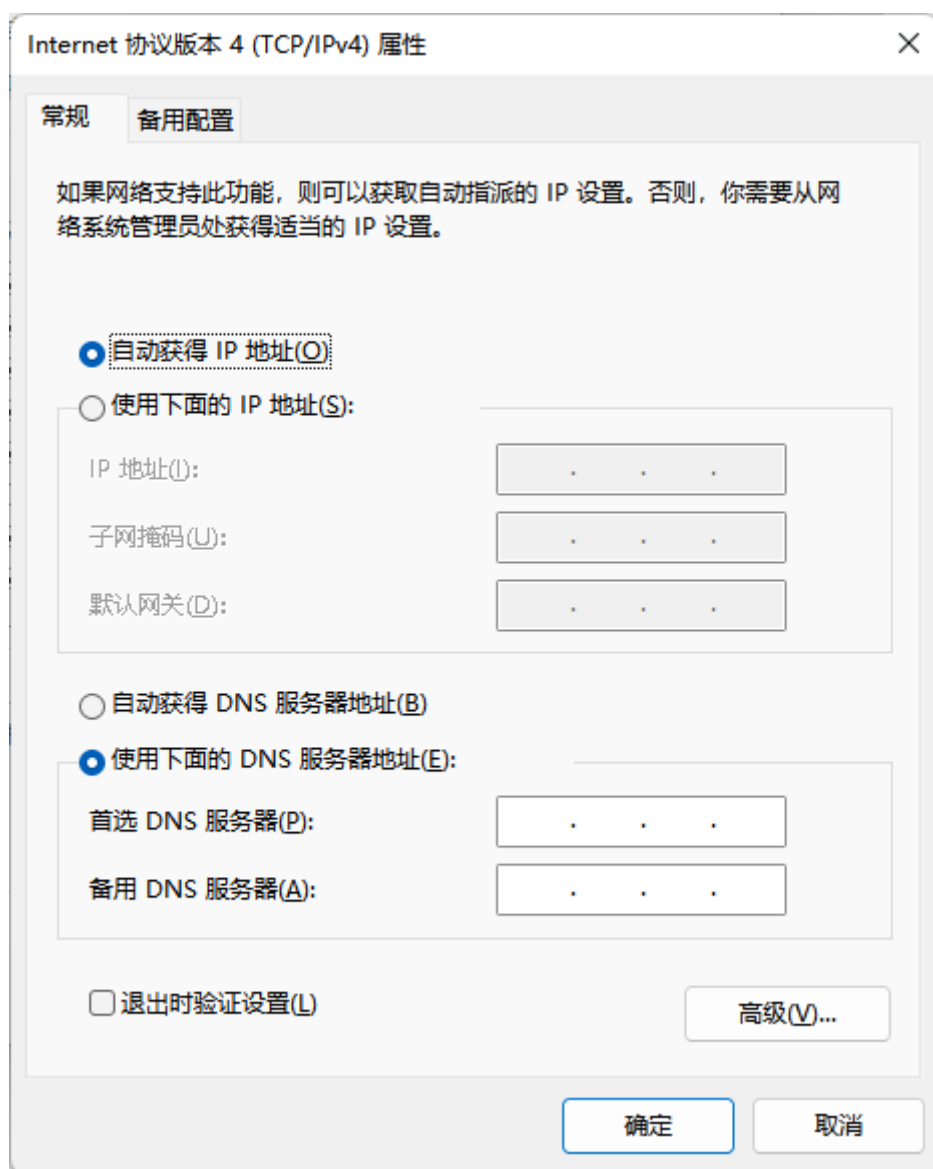 Internet 协议版本 4 (TCP/IPv4) 属性
常规
备用配置
如果网络支持此功能，则可以获取自动指派的 IP 设置。否则，你需要从网
络系统管理员处获得适当的 IP 设置。
自动获得 IP 地址(O)
使用下面的 IP 地址(S):
IP 地址(I):
子网掩码(U):
默认网关(D):
自动获得 DNS 服务器地址(B)
使用下面的 DNS 服务器地址(E):
首选 DNS 服务器(P):
备用 DNS 服务器(A):
退出时验证设置(L)
高级(V)...
确定
取消